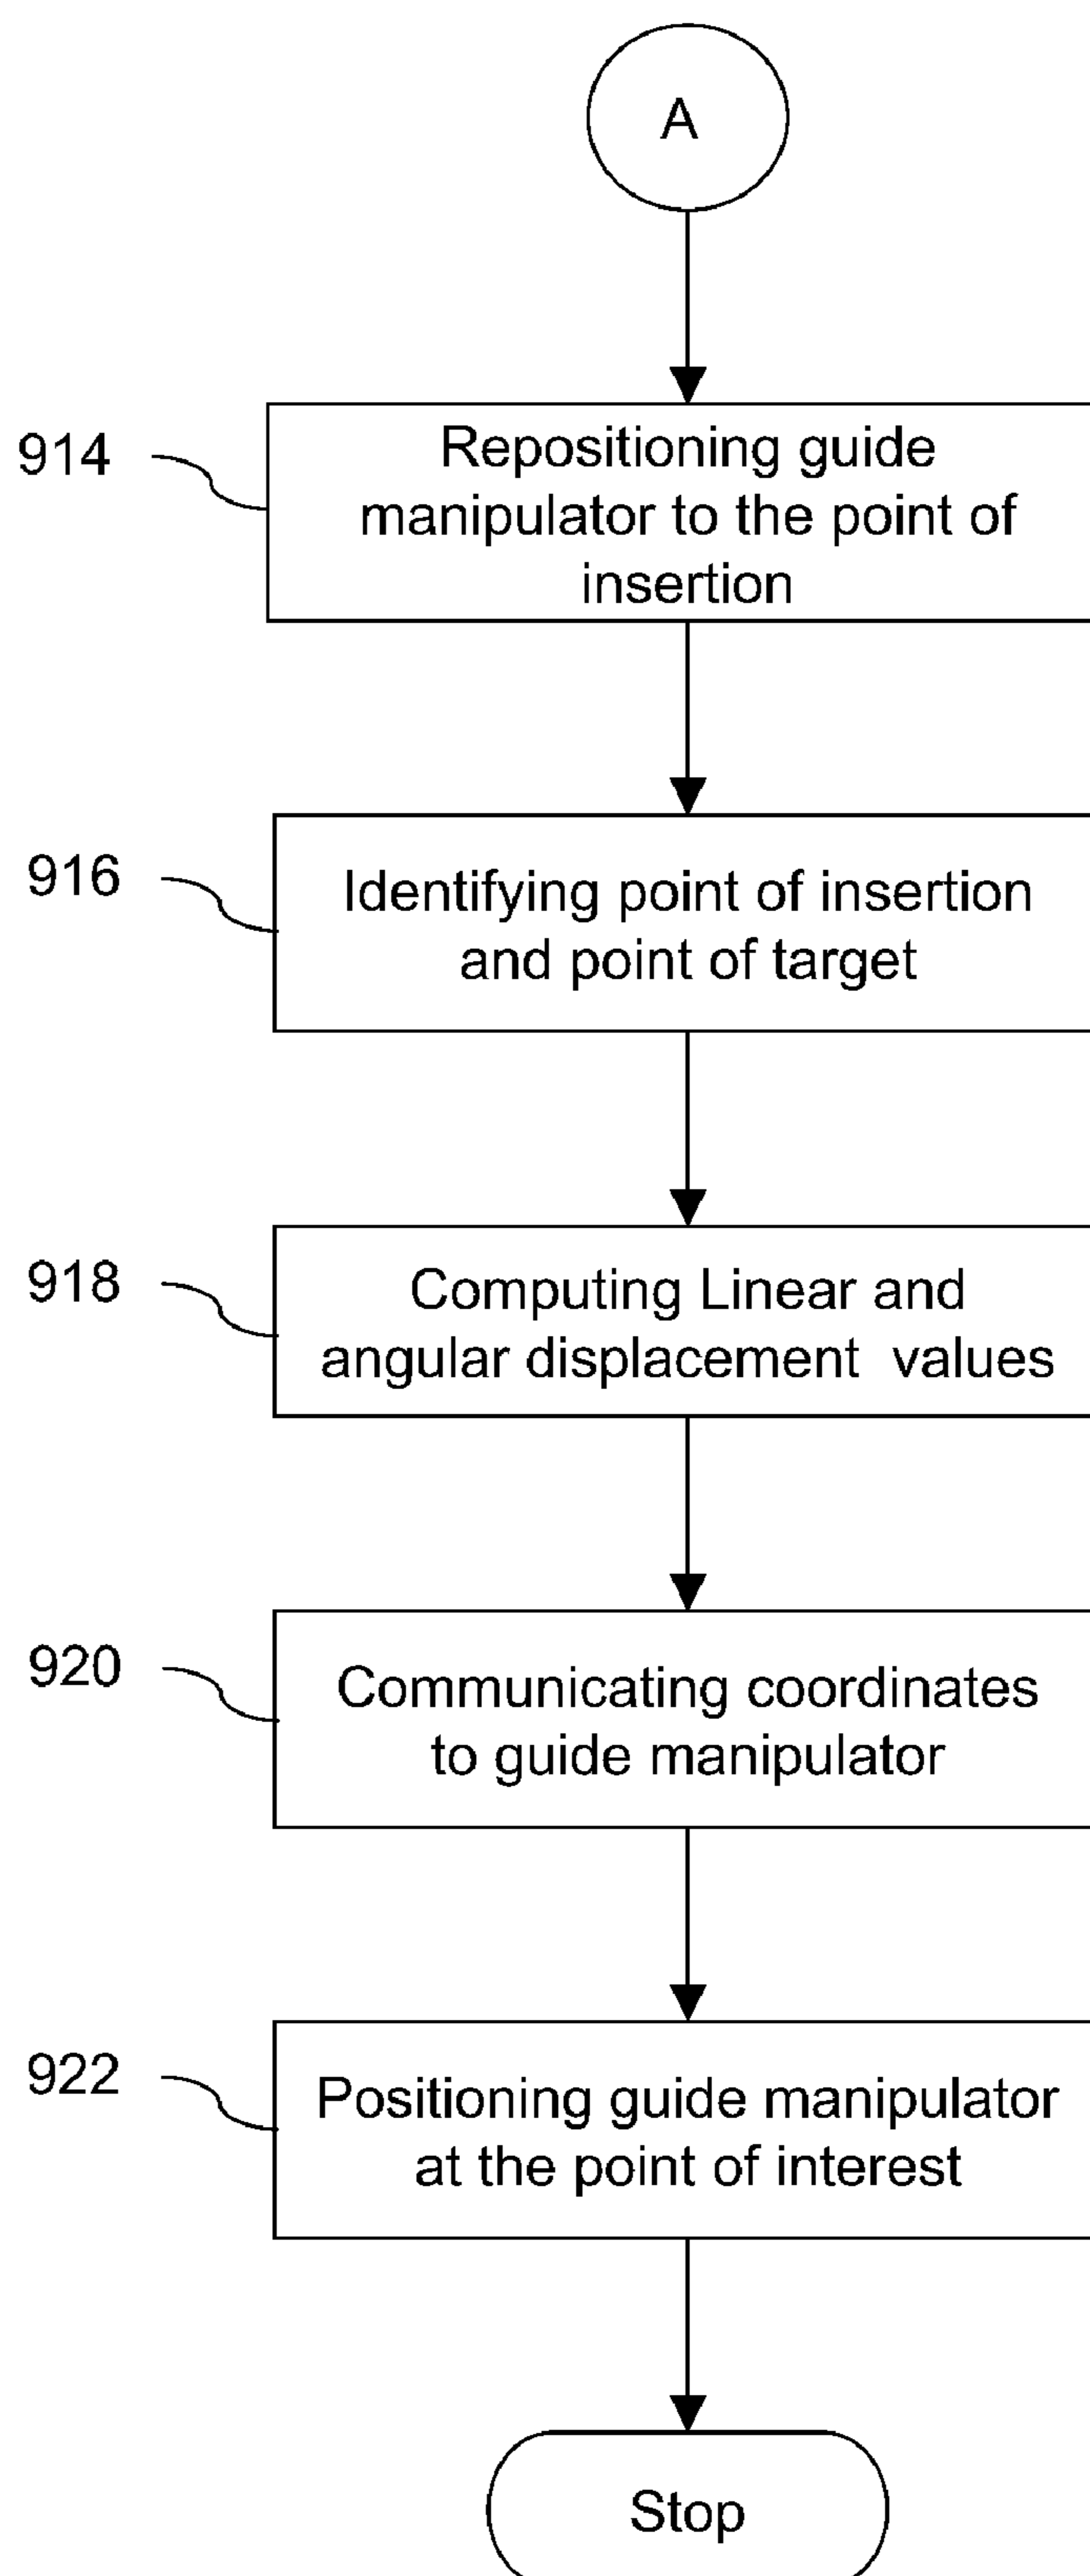 A
914
Repositioning guide
manipulator to the point of
insertion
916
Identifying point of insertion
and point of target
918
Computing Linear and
angular displacement values
920
Communicating coordinates
to guide manipulator
922
Positioning guide manipulator
at the point of interest
Stop